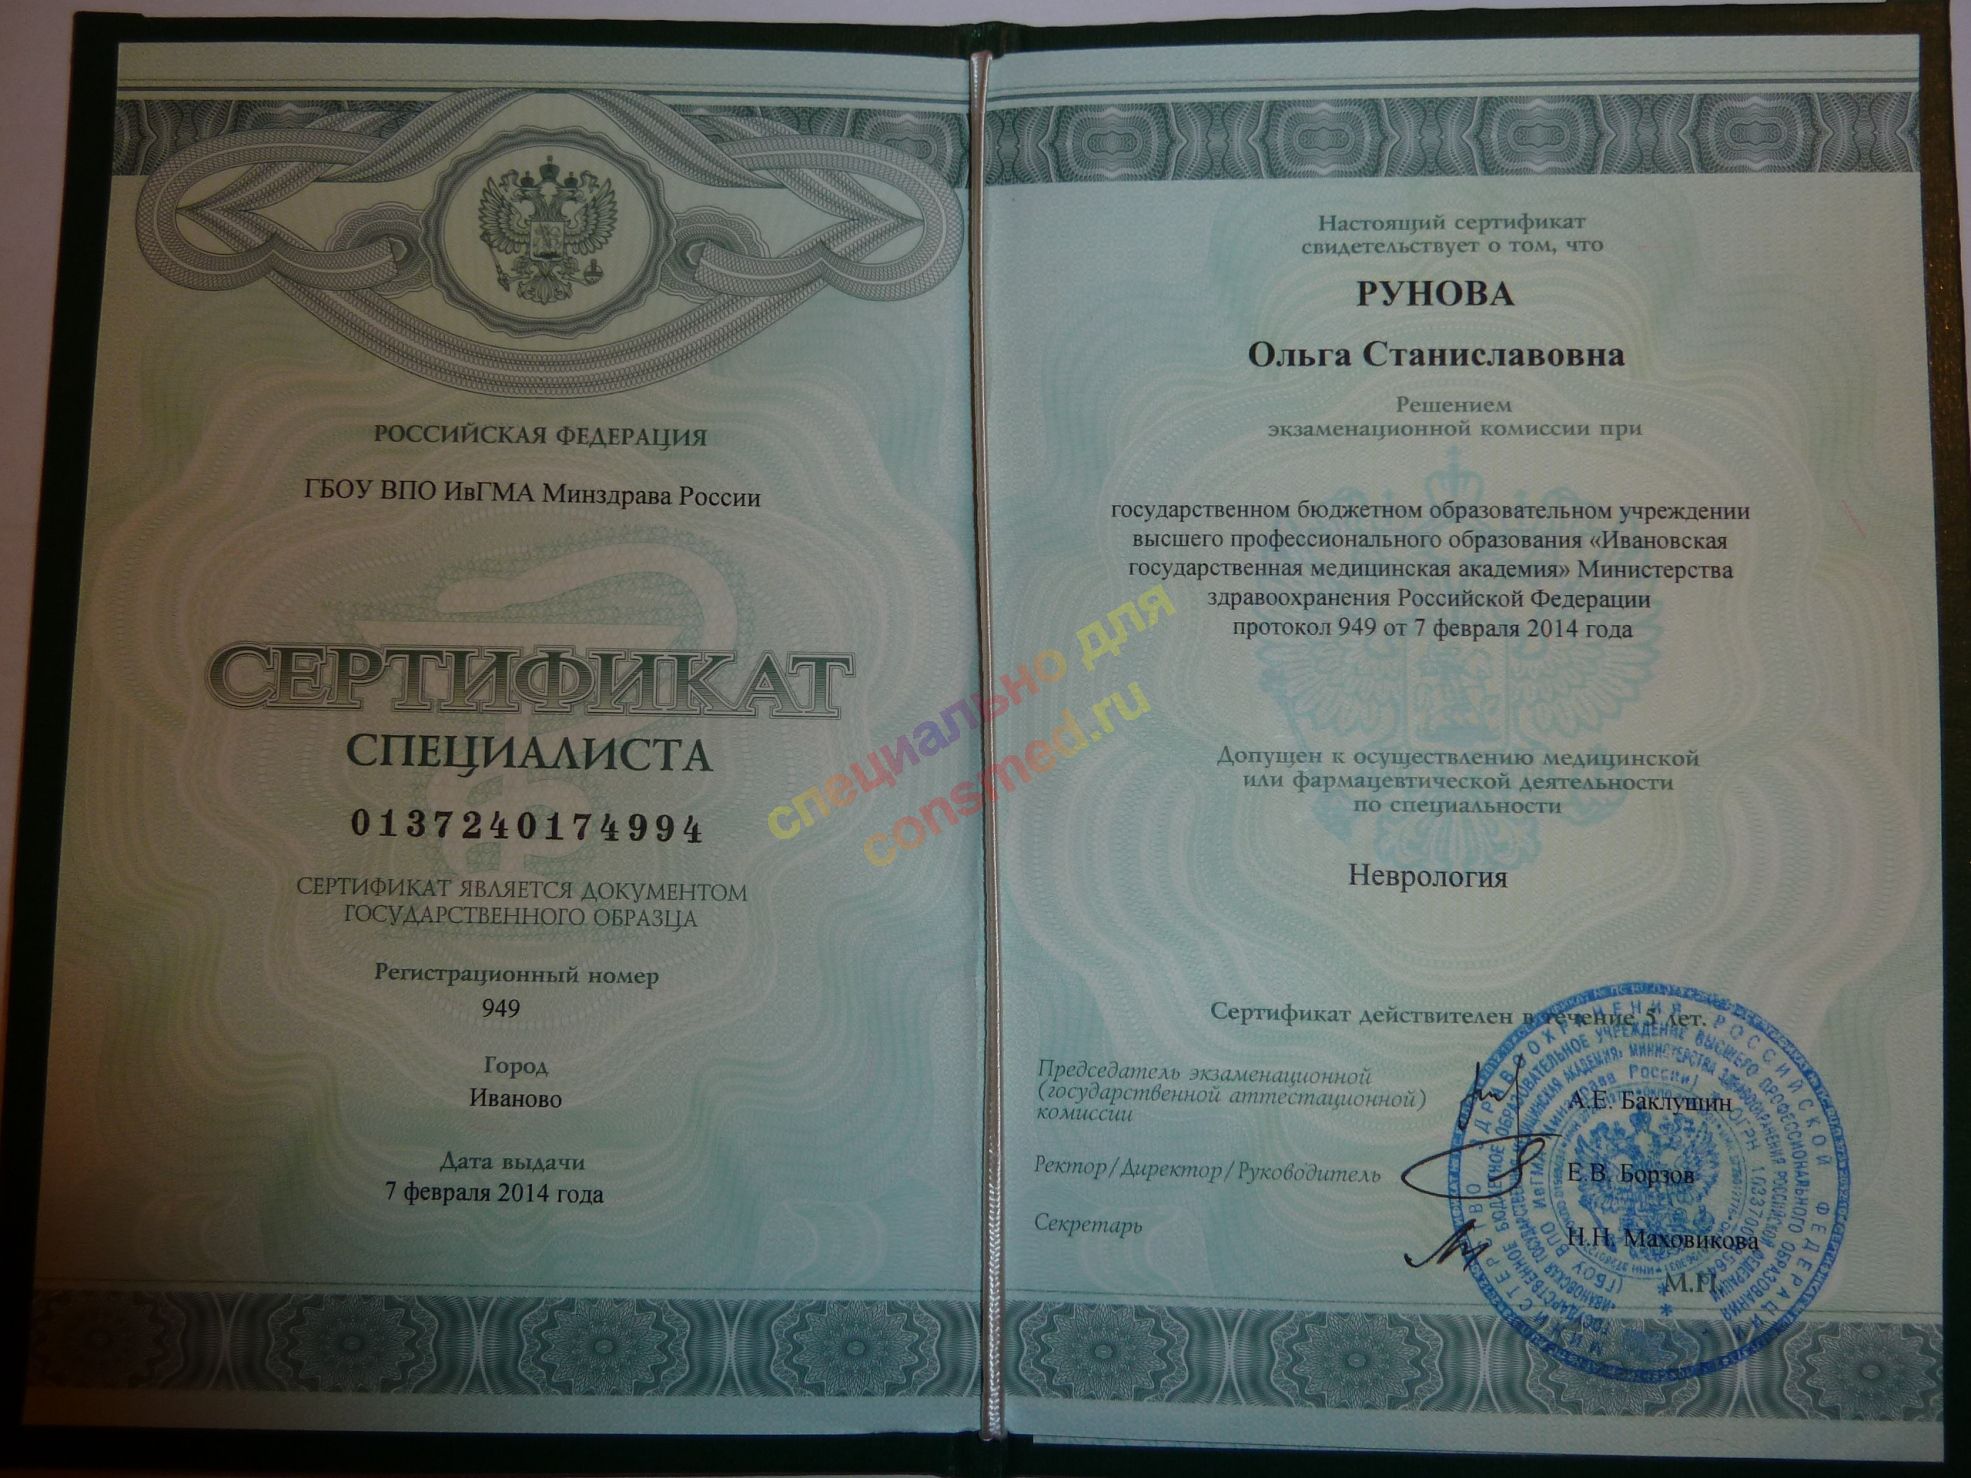 РОССИЙСКАЯ ФЕДЕРАЦИЯ
ГБОУ ВПО ИвГМА Минздрава России
СЕРТИФИКАТ
СПЕЦИАЛИСТА
0137240174994
СЕРТИФИКАТ ЯВЛЯЕТСЯ ДОКУМЕНТОМ
ГОСУДАРСТВЕННОГО ОБРАЗЦА
Регистрационный номер
949
Город
Иваново
Дата выдачи
7 февраля 2014 года
специально для
consmed.ru
Настоящий сертификат
свидетельствует о том, что
РУНОВА
Ольга Станиславовна
Решением
экзаменационной комиссии при
государственном бюджетном образовательном учреждении
высшего профессионального образования «Ивановская
государственная медицинская академия» Министерства
здравоохранения Российской Федерации
протокол 949 от 7 февраля 2014 года
Допущен к осуществлению медицинской
или фармацевтической деятельности
по специальности
Неврология
Сертификат действителен в течение 5 лет.
Председатель экзаменационной
(государственной аттестационной)
комиссии
А.Е. Баклушин
Ректор/Директор/Руководитель
Е.В. Борзов
Секретарь
Н.Н. Маховикова
М.П.
МИНИСТЕРСТВО ЗДРАВООХРАНЕНИЯ РОССИЙСКОЙ ФЕДЕРАЦИИ